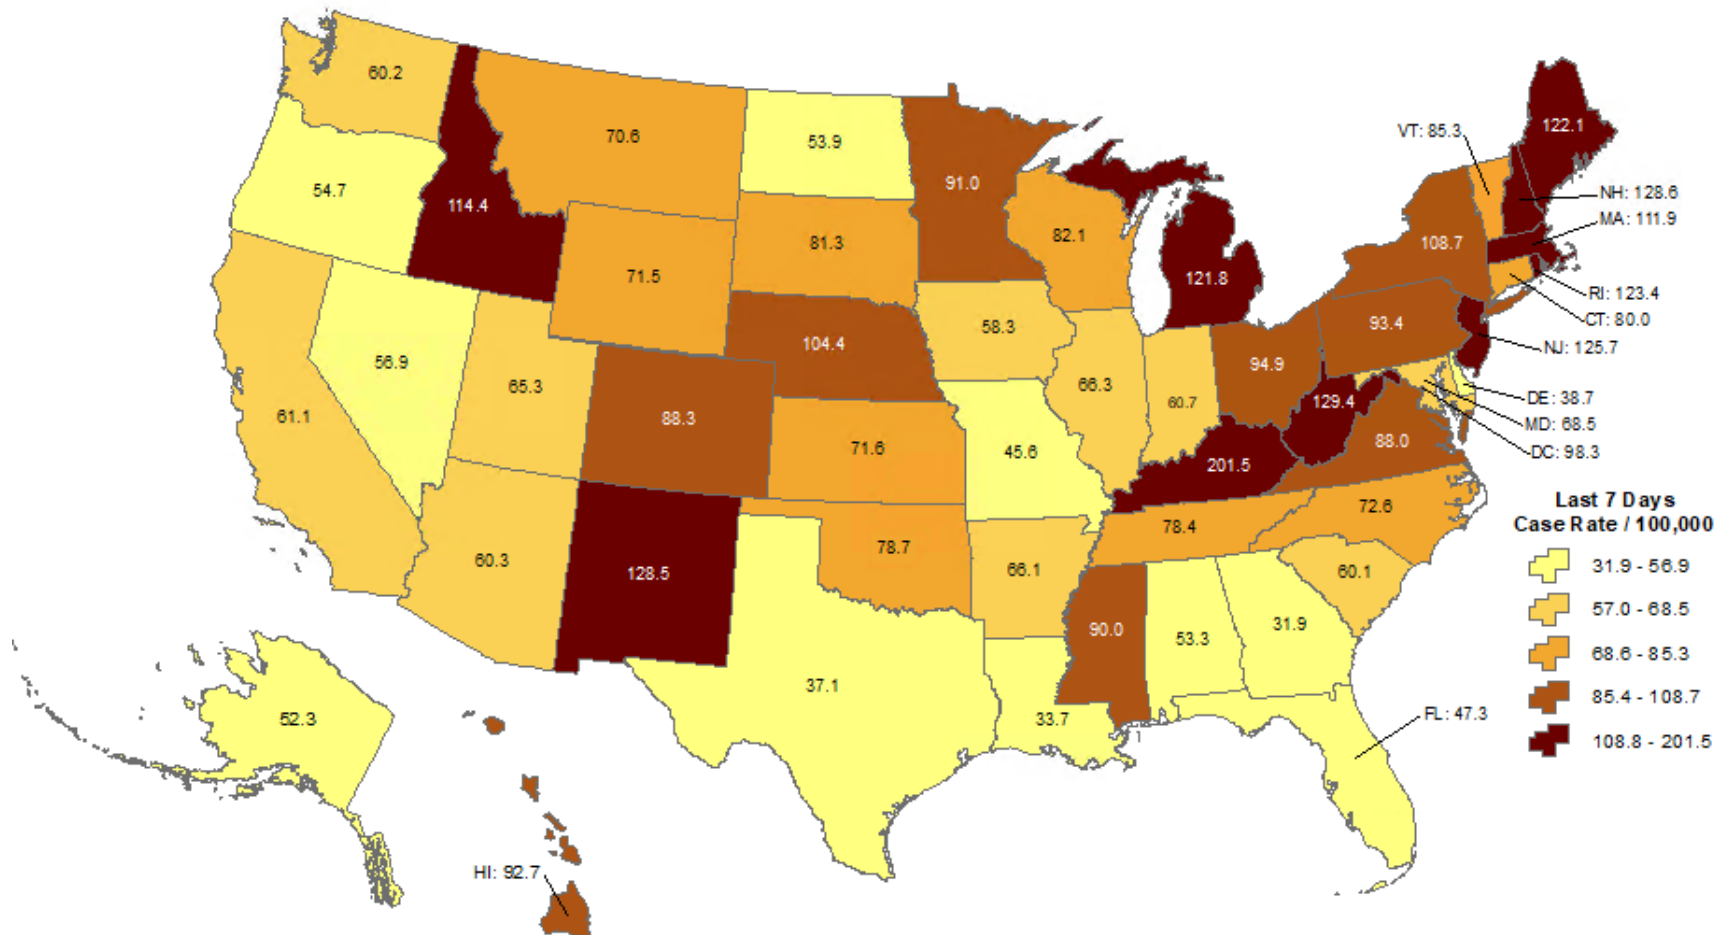 60.2
70.6
53.9
54.7
114.4
91.0
122.1
VT: 85.3
NH: 128.6
MA: 111.9
81.3
82.1
108.7
71.5
121.8
RI: 123.4
CT: 80.0
93.4
NJ: 125.7
58.3
104.4
56.9
65.3
94.9
66.3
60.7
129.4
DE: 38.7
MD: 68.5
DC: 98.3
61.1
88.3
71.6
45.6
88.0
201.5
Last 7 Days
Case Rate / 100,000
31.9 - 56.9
57.0 - 68.5
68.6 - 85.3
85.4 - 108.7
108.8 - 201.5
72.6
78.4
78.7
60.3
128.5
66.1
60.1
90.0
53.3
31.9
37.1
33.7
FL: 47.3
52.3
HI: 92.7